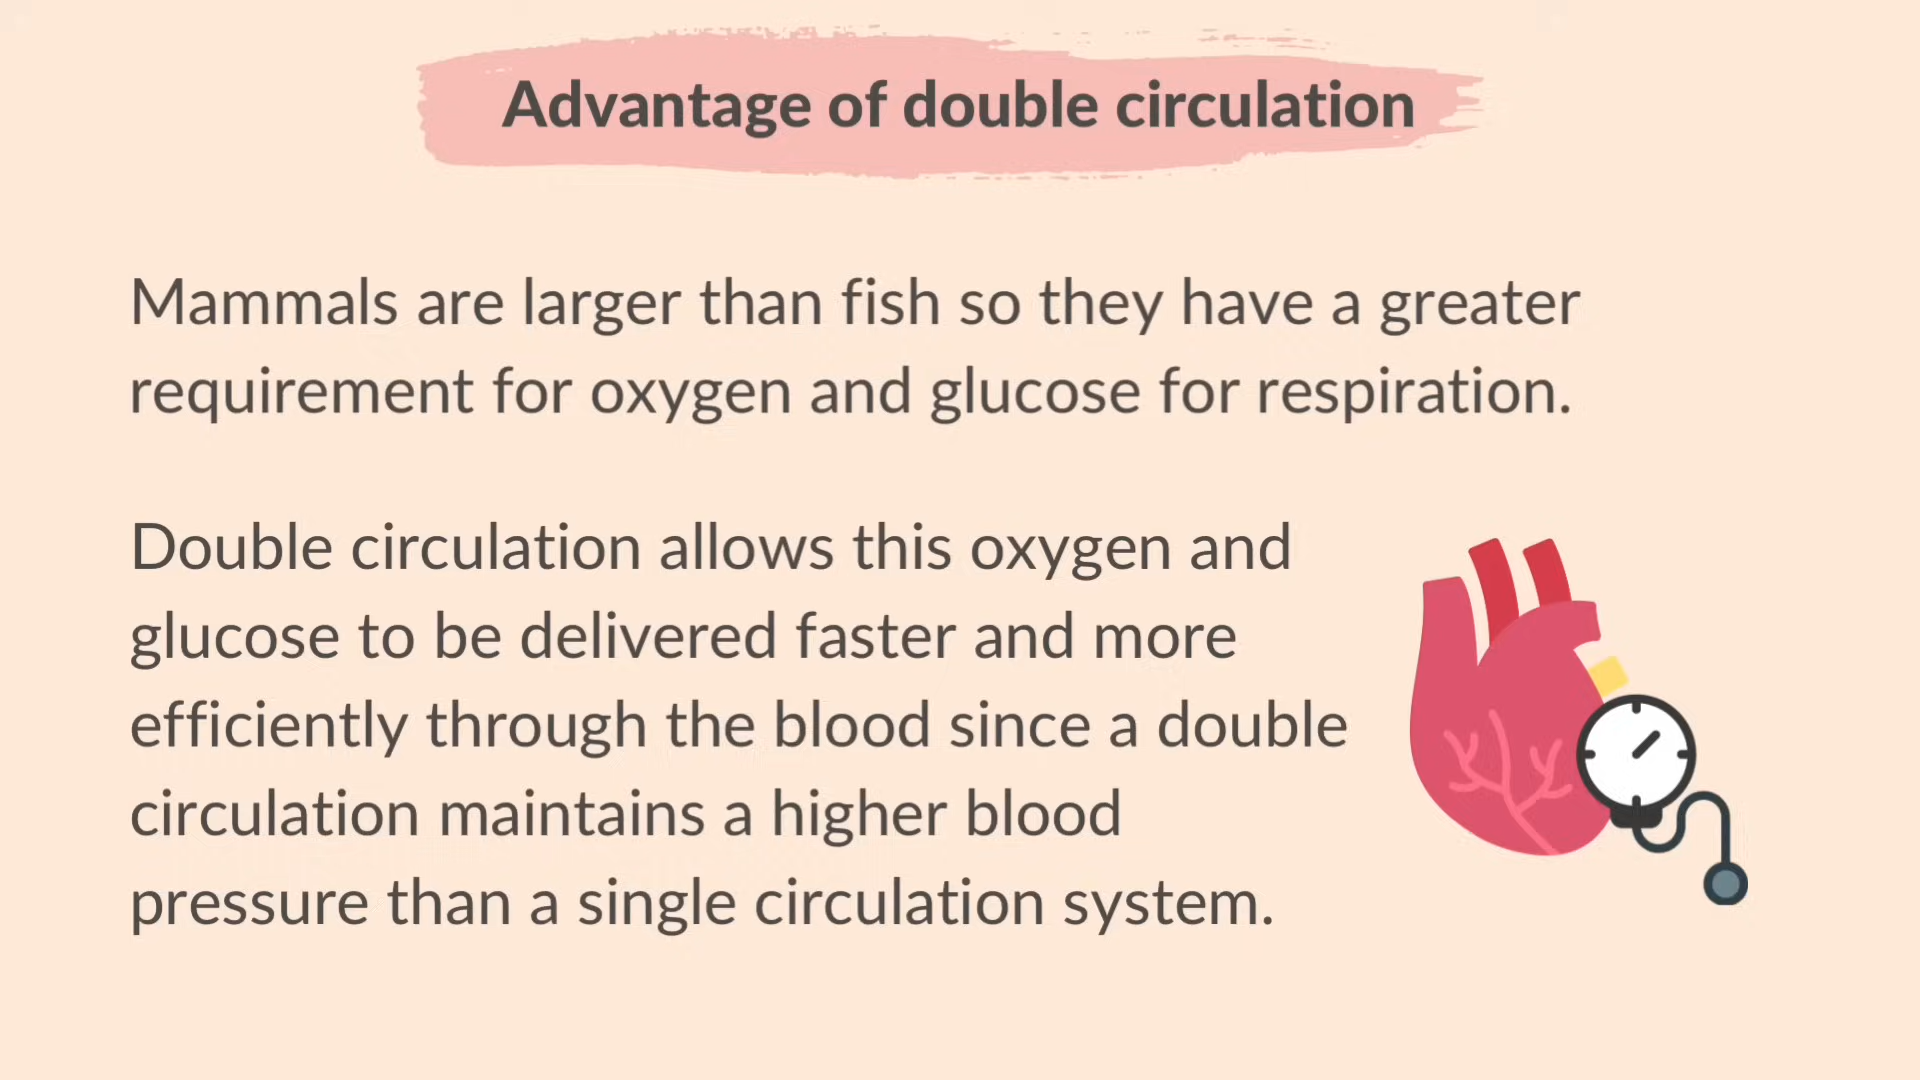 Advantage of double circulation
Mammals are larger than fish so they have a greater
requirement for oxygen and glucose for respiration.
Double circulation allows this oxygen and
glucose to be delivered faster and more
efficiently through the blood since a double
circulation maintains a higher blood
pressure than a single circulation system.